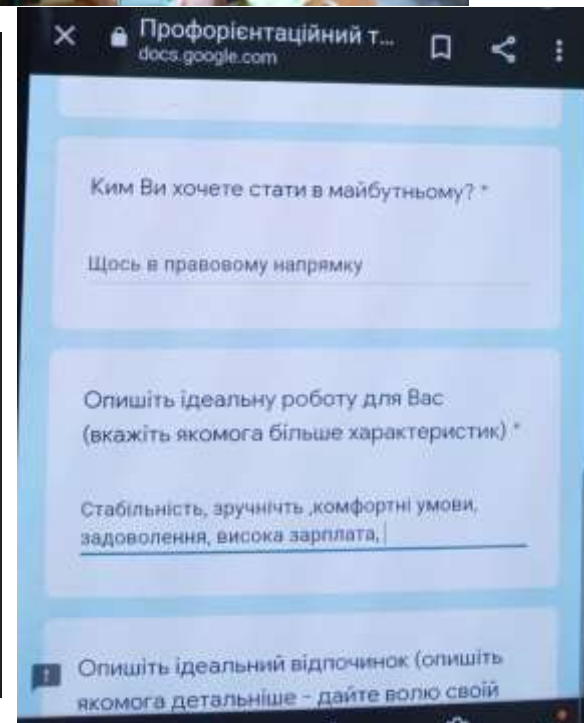 Профорієнтаційний т...
docs.google.com
Ким Ви хочете стати в майбутньому? *
Щось в правовому напрямку
Опишіть ідеальну роботу для Вас
(вкажіть якомога більше характеристик) *
Стабільність, зручнічть ,комфортні умови,
задоволення, висока зарплата,
Опишіть ідеальний відпочинок (опишіть
якомога детальніше - дайте волю своїй